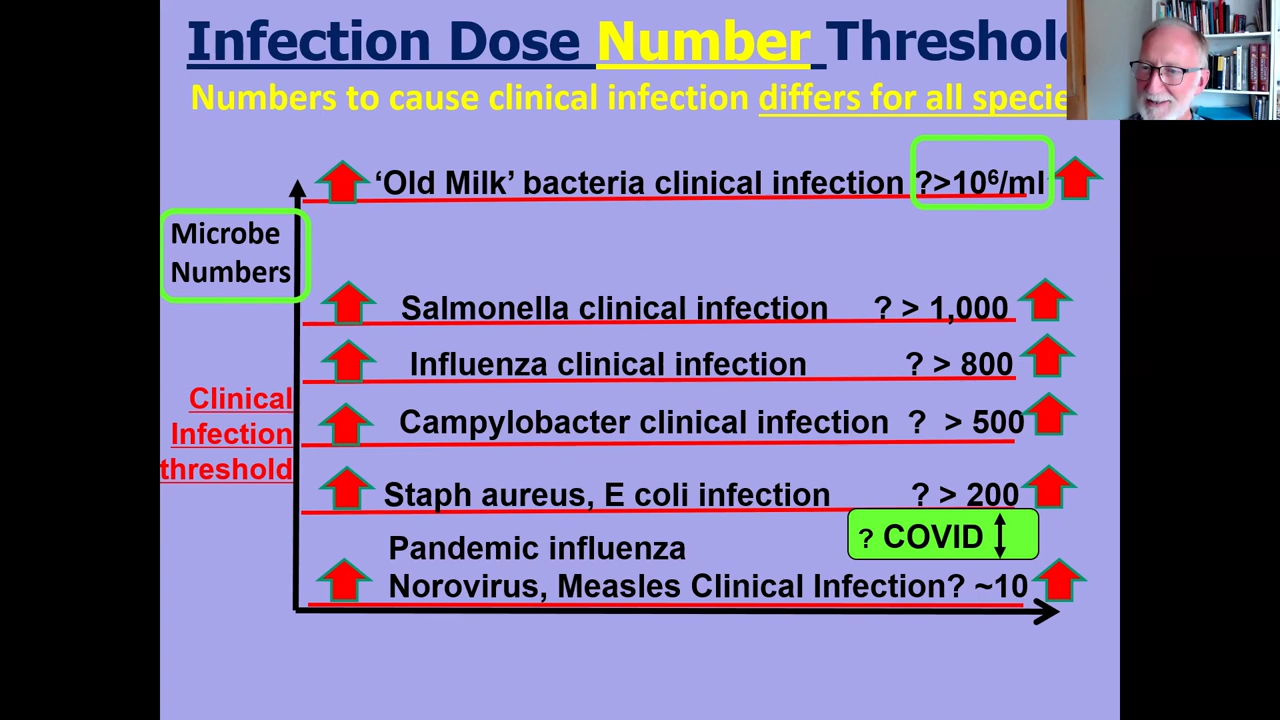 Infection Dose Number Threshold
Numbers to cause clinical infection differs for all specie
‘Old Milk’ bacteria clinical infection ?>10⁶/ml
Microbe
Numbers
Salmonella clinical infection ? > 1,000
Influenza clinical infection ? > 800
Clinical
Infection
threshold
Campylobacter clinical infection ? > 500
Staph aureus, E coli infection ? > 200
? COVID
Pandemic influenza
Norovirus, Measles Clinical Infection? ~10